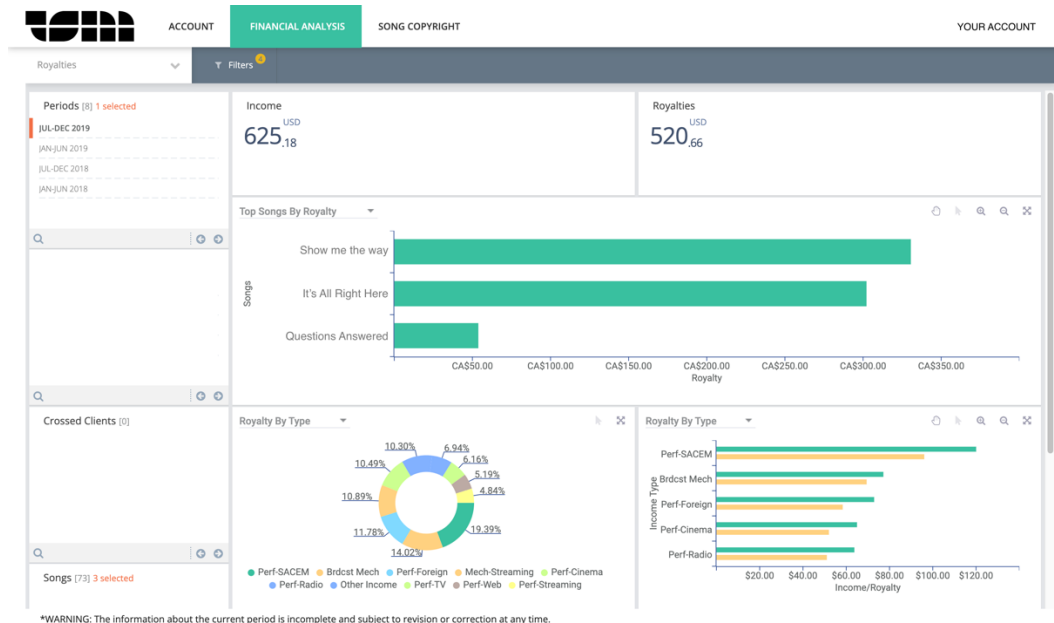 ACCOUNT
FINANCIAL ANALYSIS
SONG COPYRIGHT
YOUR ACCOUNT
Royalties
Filters
4
Periods [8] 1 selected
JUL-DEC 2019
JAN-JUN 2019
JUL-DEC 2018
JAN-JUN 2018
Income
USD
625.18
Royalties
USD
520.66
Top Songs By Royalty
Songs
Show me the way
It's All Right Here
Questions Answered
CA$50.00 CA$100.00 CA$150.00 CA$200.00 CA$250.00 CA$300.00 CA$350.00
Royalty
Crossed Clients [0]
Songs [73] 3 selected
Royalty By Type
10.30%
6.94%
6.16%
5.19%
4.84%
19.39%
14.02%
11.78%
10.89%
10.49%
Perf-SACEM Brdcst Mech Perf-Foreign Mech-Streaming Perf-Cinema
Perf-Radio Other Income Perf-TV Perf-Web Perf-Streaming
Royalty By Type
Income Type
Perf-SACEM
Brdcst Mech
Perf-Foreign
Perf-Cinema
Perf-Radio
$20.00 $40.00 $60.00 $80.00 $100.00 $120.00
Income/Royalty
*WARNING: The information about the current period is incomplete and subject to revision or correction at any time.